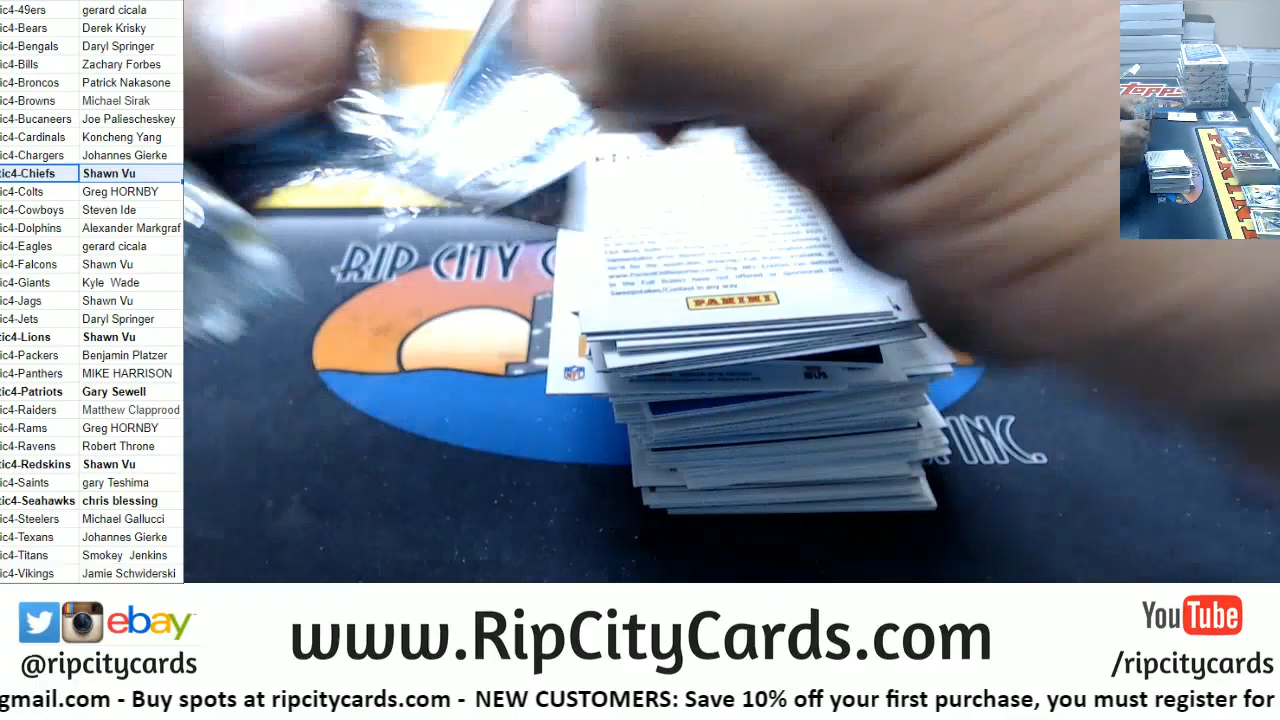 ic4-49ers gerard cicala
ic4-Bears Derek Krisky
ic4-Bengals Daryl Springer
ic4-Bills Zachary Forbes
ic4-Broncos Patrick Nakasone
ic4-Browns Michael Sirak
ic4-Bucaneers Joe Paliescheskey
ic4-Cardinals Koncheng Yang
ic4-Chargers Johannes Gierke
tic4-Chiefs Shawn Vu
ic4-Colts Greg HORNBY
ic4-Cowboys Steven Ide
ic4-Dolphins Alexander Markgraf
ic4-Eagles gerard cicala
ic4-Falcons Shawn Vu
ic4-Giants Kyle Wade
ic4-Jags Shawn Vu
ic4-Jets Daryl Springer
tic4-Lions Shawn Vu
ic4-Packers Benjamin Platzer
ic4-Panthers MIKE HARRISON
tic4-Patriots Gary Sewell
ic4-Raiders Matthew Clapprood
ic4-Rams Greg HORNBY
ic4-Ravens Robert Throne
tic4-Redskins Shawn Vu
ic4-Saints gary Teshima
tic4-Seahawks chris blessing
ic4-Steelers Michael Gallucci
ic4-Texans Johannes Gierke
ic4-Titans Smokey Jenkins
ic4-Vikings Jamie Schwiderski
Topps
RIP CITY C
PANINI
NFL
INC.
ebay
@ripcitycards
www.RipCityCards.com
YouTube
/ripcitycards
gmail.com - Buy spots at ripcitycards.com - NEW CUSTOMERS: Save 10% off your first purchase, you must register for